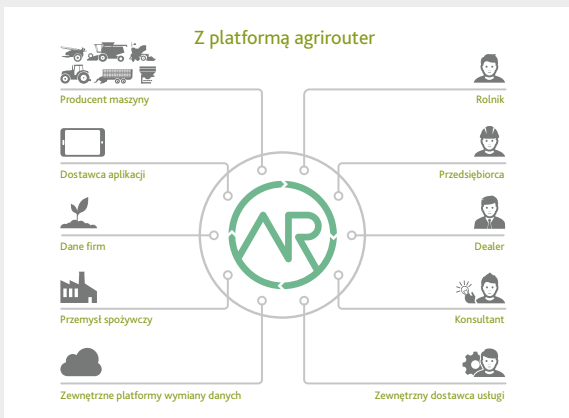 Z platformą agrirouter
Producent maszyny
Rolnik
Dostawca aplikacji
Przedsiębiorca
AR
Dane firm
Dealer
Przemysł spożywczy
Konsultant
Zewnętrzne platformy wymiany danych
Zewnętrzny dostawca usługi